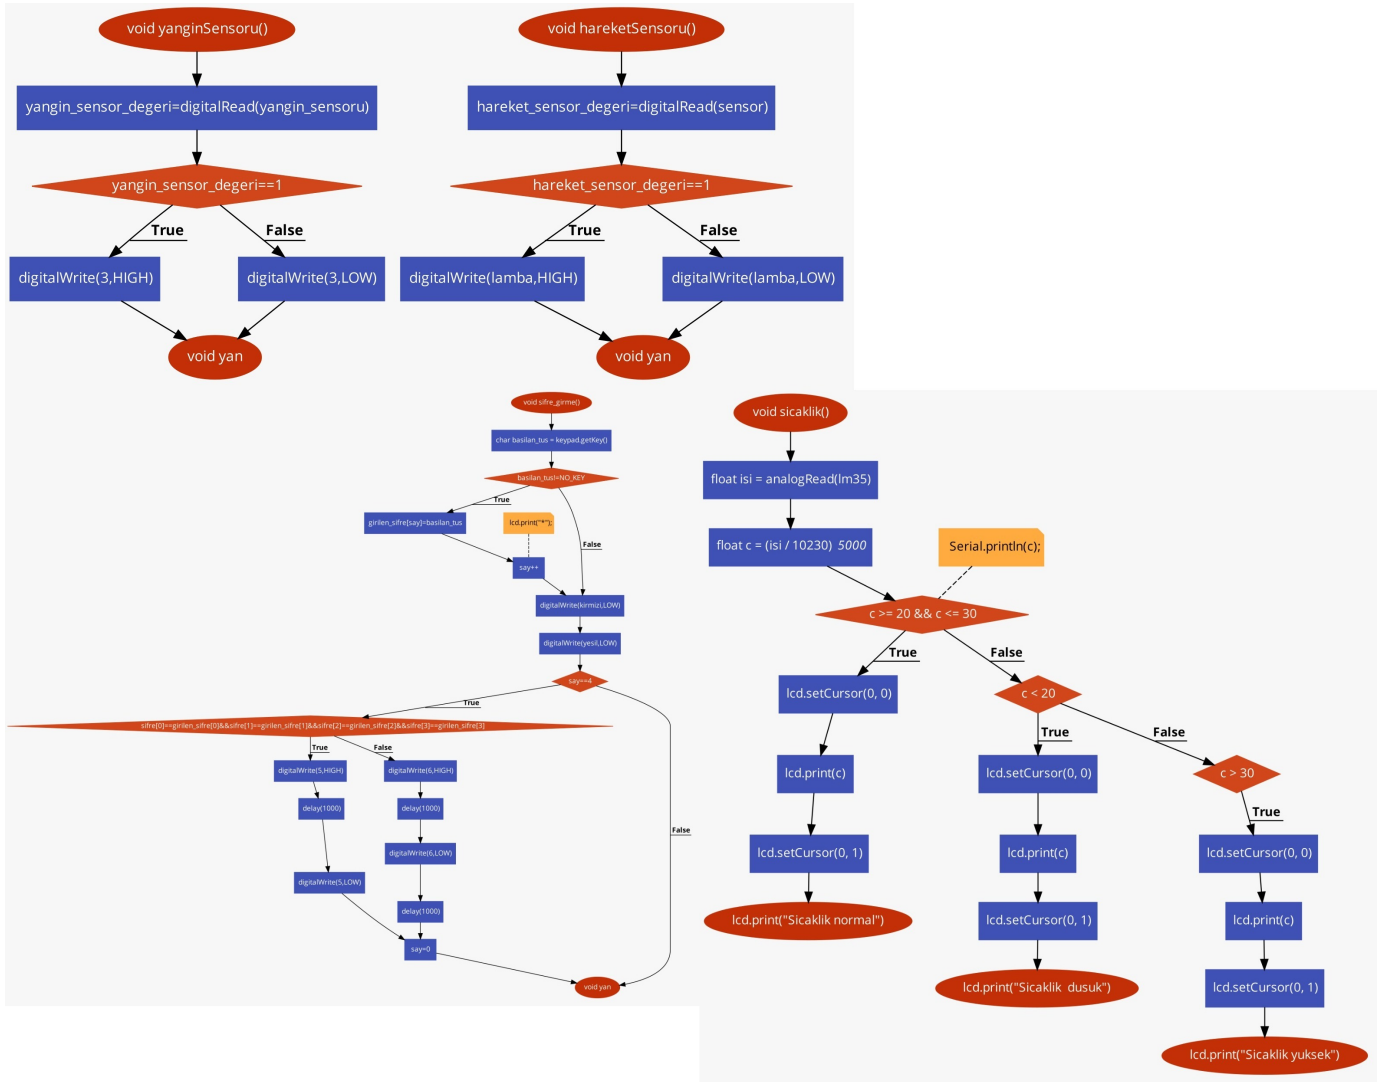 void yanginSensoru()
yangin_sensor_degeri=digitalRead(yangin_sensoru)
yangin_sensor_degeri==1
True
False
digitalWrite(3,HIGH)
digitalWrite(3,LOW)
void yan
void hareketSensoru()
hareket_sensor_degeri=digitalRead(sensor)
hareket_sensor_degeri==1
True
False
digitalWrite(lamba,HIGH)
digitalWrite(lamba,LOW)
void yan
void sifre_girme()
char basilan_tus = keypad.getKey()
basilan_tus!=NO_KEY
True
girilen_sifre[say]=basilan_tus
lcd.print("*");
False
say++
digitalWrite(kirmizi,LOW)
digitalWrite(yesil,LOW)
say==4
True
sifre[0]==girilen_sifre[0]&&sifre[1]==girilen_sifre[1]&&sifre[2]==girilen_sifre[2]&&sifre[3]==girilen_sifre[3]
True
False
digitalWrite(5,HIGH)
digitalWrite(6,HIGH)
delay(1000)
delay(1000)
False
digitalWrite(6,LOW)
digitalWrite(5,LOW)
delay(1000)
say=0
void yan
void sicaklik()
float isi = analogRead(lm35)
float c = (isi / 10230) 5000
Serial.println(c);
c >= 20 && c <= 30
True
False
lcd.setCursor(0, 0)
c < 20
True
False
lcd.print(c)
lcd.setCursor(0, 0)
c > 30
True
lcd.setCursor(0, 1)
lcd.print(c)
lcd.setCursor(0, 0)
lcd.print("Sicaklik normal")
lcd.setCursor(0, 1)
lcd.print(c)
lcd.print("Sicaklik dusuk")
lcd.setCursor(0, 1)
lcd.print("Sicaklik yuksek")